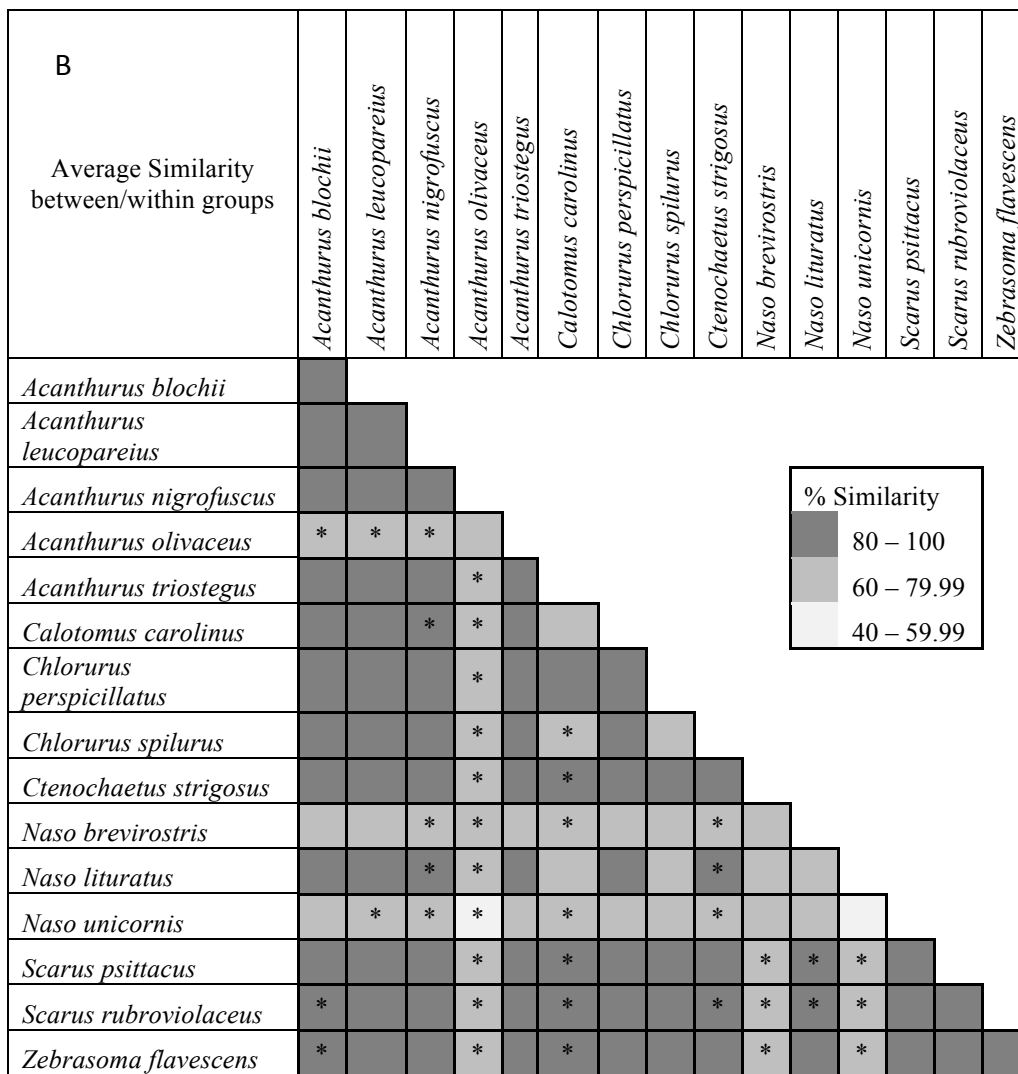 B
Average Similarity
between/within groups
Acanthurus blochii
Acanthurus leucopareius
Acanthurus nigrofuscus
Acanthurus olivaceus
Acanthurus triostegus
Calotomus carolinus
Chlorurus perspicillatus
Chlorurus spilurus
Ctenochaetus strigosus
Naso brevirostris
Naso lituratus
Naso unicornis
Scarus psittacus
Scarus rubroviolaceus
Zebrasoma flavescens
Acanthurus blochii
Acanthurus
leucopareius
Acanthurus nigrofuscus
Acanthurus olivaceus * * *
Acanthurus triostegus *
Calotomus carolinus * *
Chlorurus
perspicillatus *
Chlorurus spilurus * *
Ctenochaetus strigosus * *
Naso brevirostris * * * *
Naso lituratus * * *
Naso unicornis * * * * *
Scarus psittacus * * * * *
Scarus rubroviolaceus * * * * * * *
Zebrasoma flavescens * * * * *
% Similarity
80 – 100
60 – 79.99
40 – 59.99